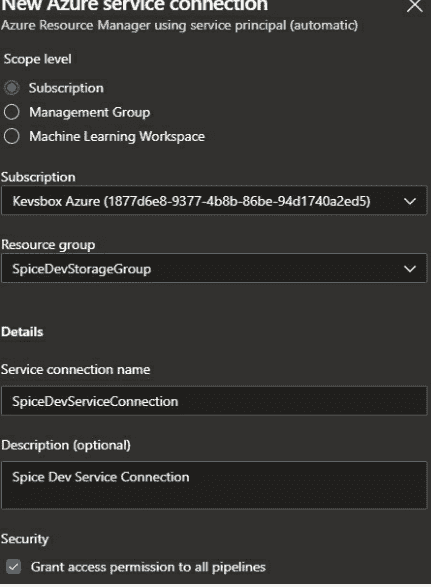 New Azure service connection
Azure Resource Manager using service principal (automatic)
Scope level
Subscription
Management Group
Machine Learning Workspace
Subscription
Kevsbox Azure (1877d6e8-9377-4b8b-86be-94d1740a2ed5)
Resource group
SpiceDevStorageGroup
Details
Service connection name
SpiceDevServiceConnection
Description (optional)
Spice Dev Service Connection
Security
Grant access permission to all pipelines